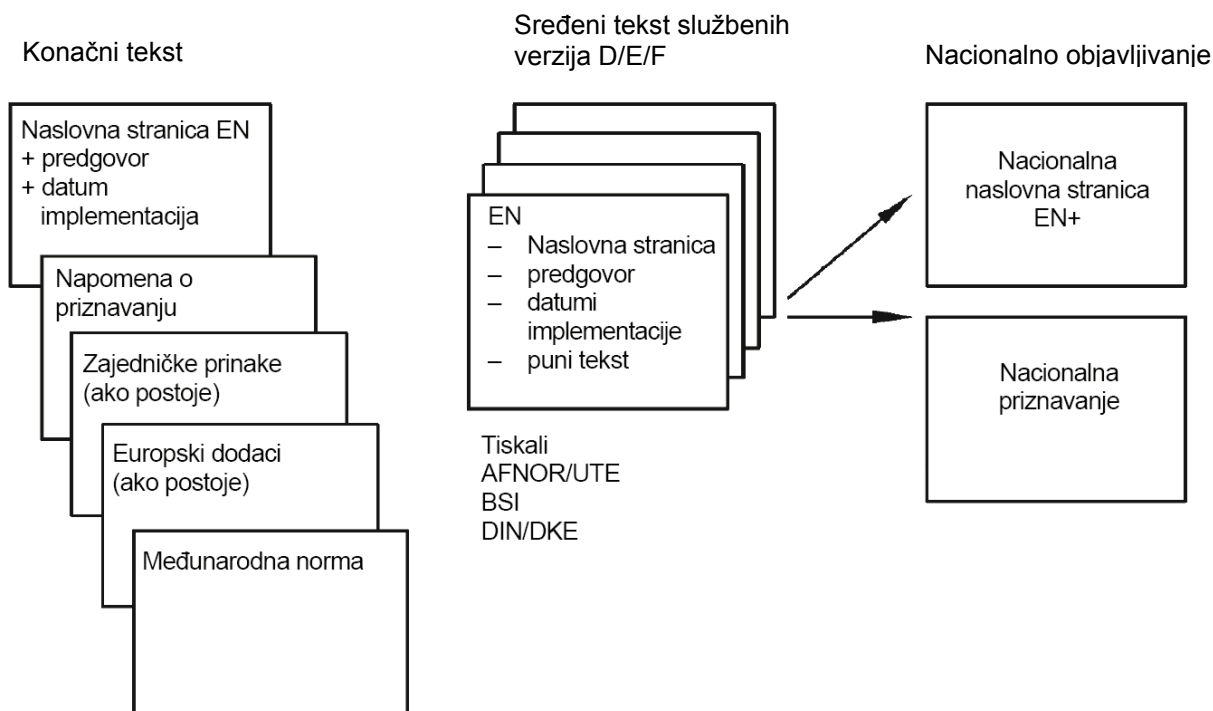 Konačni tekst
Naslovna stranica EN
+ predgovor
+ datum
implementacija
Napomena o
priznavanju
Zajedničke prinake
(ako postoje)
Europski dodaci
(ako postoje)
Međunarodna norma
Sređeni tekst službenih
verzija D/E/F
EN
– Naslovna stranica
– predgovor
– datumi
implementacije
– puni tekst
Tiskali
AFNOR/UTE
BSI
DIN/DKE
Nacionalno objavljivanje
Nacionalna
naslovna stranica
EN+
Nacionalna
priznavanje